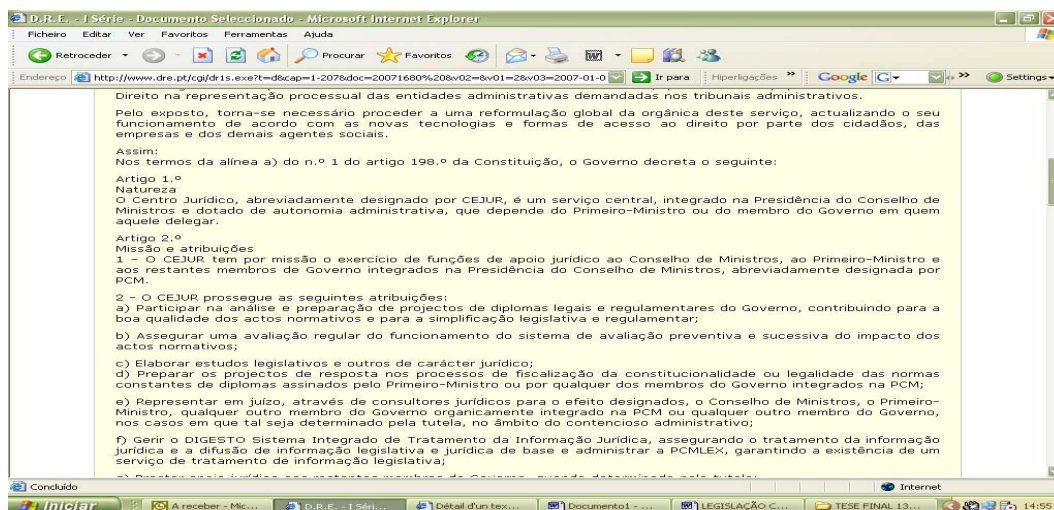 D.R.E. - I Série - Documento Seleccionado - Microsoft Internet Explorer
Ficheiro Editar Ver Favoritos Ferramentas Ajuda
Retroceder Procurar Favoritos
Endereço http://www.dre.pt/cgi/dr1s.exe?t=d&cap=1-207&doc=20071680%20&v02=&v01=2&v03=2007-01-0 Ir para Hiperligações » Google G » Settings
Direito na representação processual das entidades administrativas demandadas nos tribunais administrativos.
Pelo exposto, torna-se necessário proceder a uma reformulação global da orgânica deste serviço, actualizando o seu
funcionamento de acordo com as novas tecnologias e formas de acesso ao direito por parte dos cidadãos, das
empresas e dos demais agentes sociais.
Assim:
Nos termos da alínea a) do n.º 1 do artigo 198.º da Constituição, o Governo decreta o seguinte:
Artigo 1.º
Natureza
O Centro Jurídico, abreviadamente designado por CEJUR, é um serviço central, integrado na Presidência do Conselho de
Ministros e dotado de autonomia administrativa, que depende do Primeiro-Ministro ou do membro do Governo em quem
aquele delegar.
Artigo 2.º
Missão e atribuições
1 - O CEJUR tem por missão o exercício de funções de apoio jurídico ao Conselho de Ministros, ao Primeiro-Ministro e
aos restantes membros de Governo integrados na Presidência do Conselho de Ministros, abreviadamente designada por
PCM.
2 - O CEJUR prossegue as seguintes atribuições:
a) Participar na análise e preparação de projectos de diplomas legais e regulamentares do Governo, contribuindo para a
boa qualidade dos actos normativos e para a simplificação legislativa e regulamentar;
b) Assegurar uma avaliação regular do funcionamento do sistema de avaliação preventiva e sucessiva do impacto dos
actos normativos;
c) Elaborar estudos legislativos e outros de carácter jurídico;
d) Preparar os projectos de resposta nos processos de fiscalização da constitucionalidade ou legalidade das normas
constantes de diplomas assinados pelo Primeiro-Ministro ou por qualquer dos membros do Governo integrados na PCM;
e) Representar em juízo, através de consultores jurídicos para o efeito designados, o Conselho de Ministros, o Primeiro-
Ministro, qualquer outro membro do Governo organicamente integrado na PCM ou qualquer outro membro do Governo,
nos casos em que tal seja determinado pela tutela, no âmbito do contencioso administrativo;
f) Gerir o DIGESTO Sistema Integrado de Tratamento da Informação Jurídica, assegurando o tratamento da informação
jurídica e a difusão de informação legislativa e jurídica de base e administrar a PCMLEX, garantindo a existência de um
serviço de tratamento de informação legislativa;
Concluído Internet
Iniciar A receber - Mic... D.R.E. - I Séri... Détail d'un tex... Documento1 - ... LEGISLAÇÃO C... TESE FINAL 13... 14:55